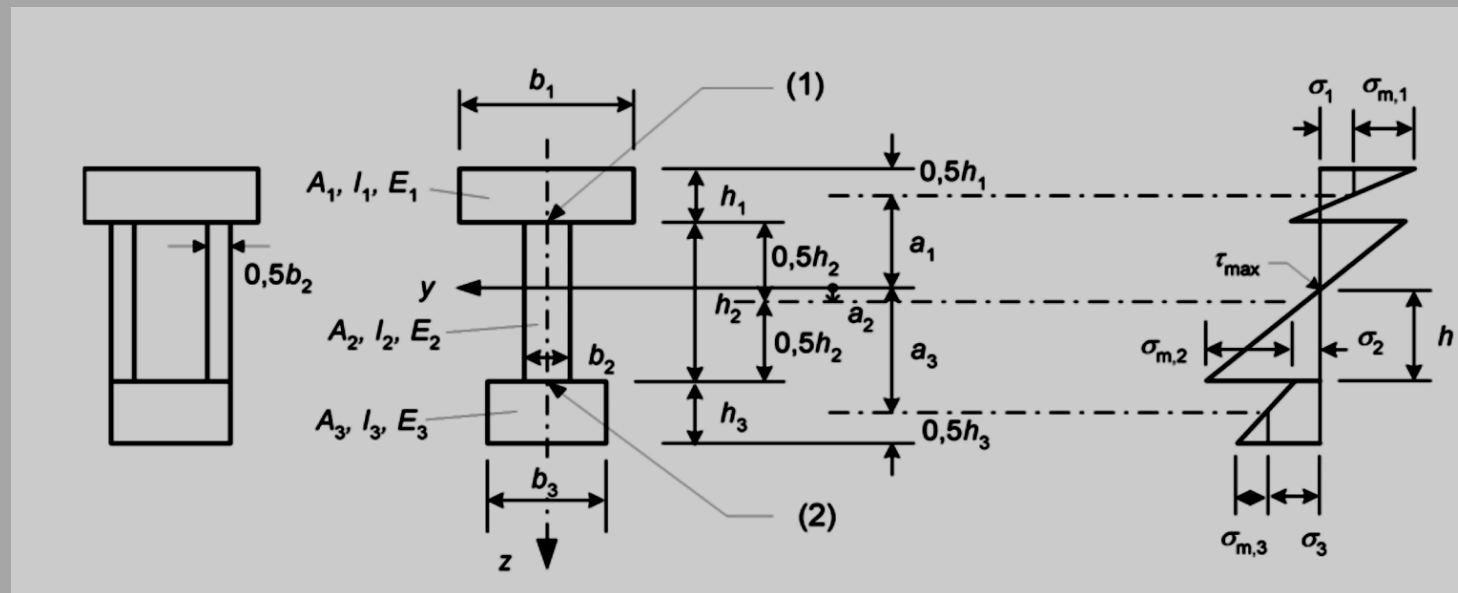 b₁
(1)
σ₁
σm,1
A₁, I₁, E₁
h₁
0,5h₁
0,5b₂
0,5h₂
a₁
τmax
y
h₂
a₂
A₂, I₂, E₂
b₂
0,5h₂
a₃
σm,2
σ₂
h
A₃, I₃, E₃
h₃
0,5h₃
b₃
(2)
σm,3
σ₃
z